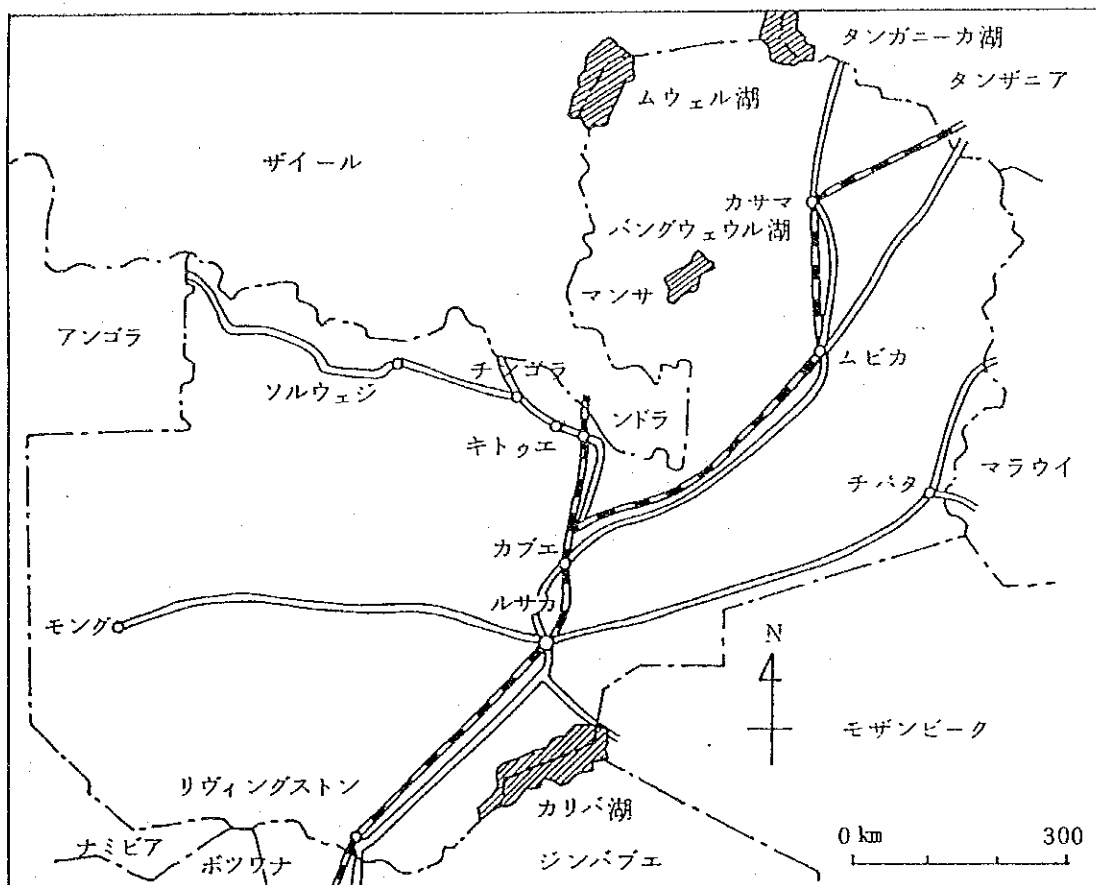 タンガニーカ湖
タンザニア
ムウェル湖
ザイール
カサマ
バングウェウル湖
マンサ
アンゴラ
ムピカ
ソルウェジ
チンゴラ
ンドラ
キトゥエ
マラウイ
チパタ
カブエ
ルサカ
モング
N
モザンビーク
リヴィングストン
カリバ湖
0 km 300
ナミビア
ボツワナ
ジンバブエ